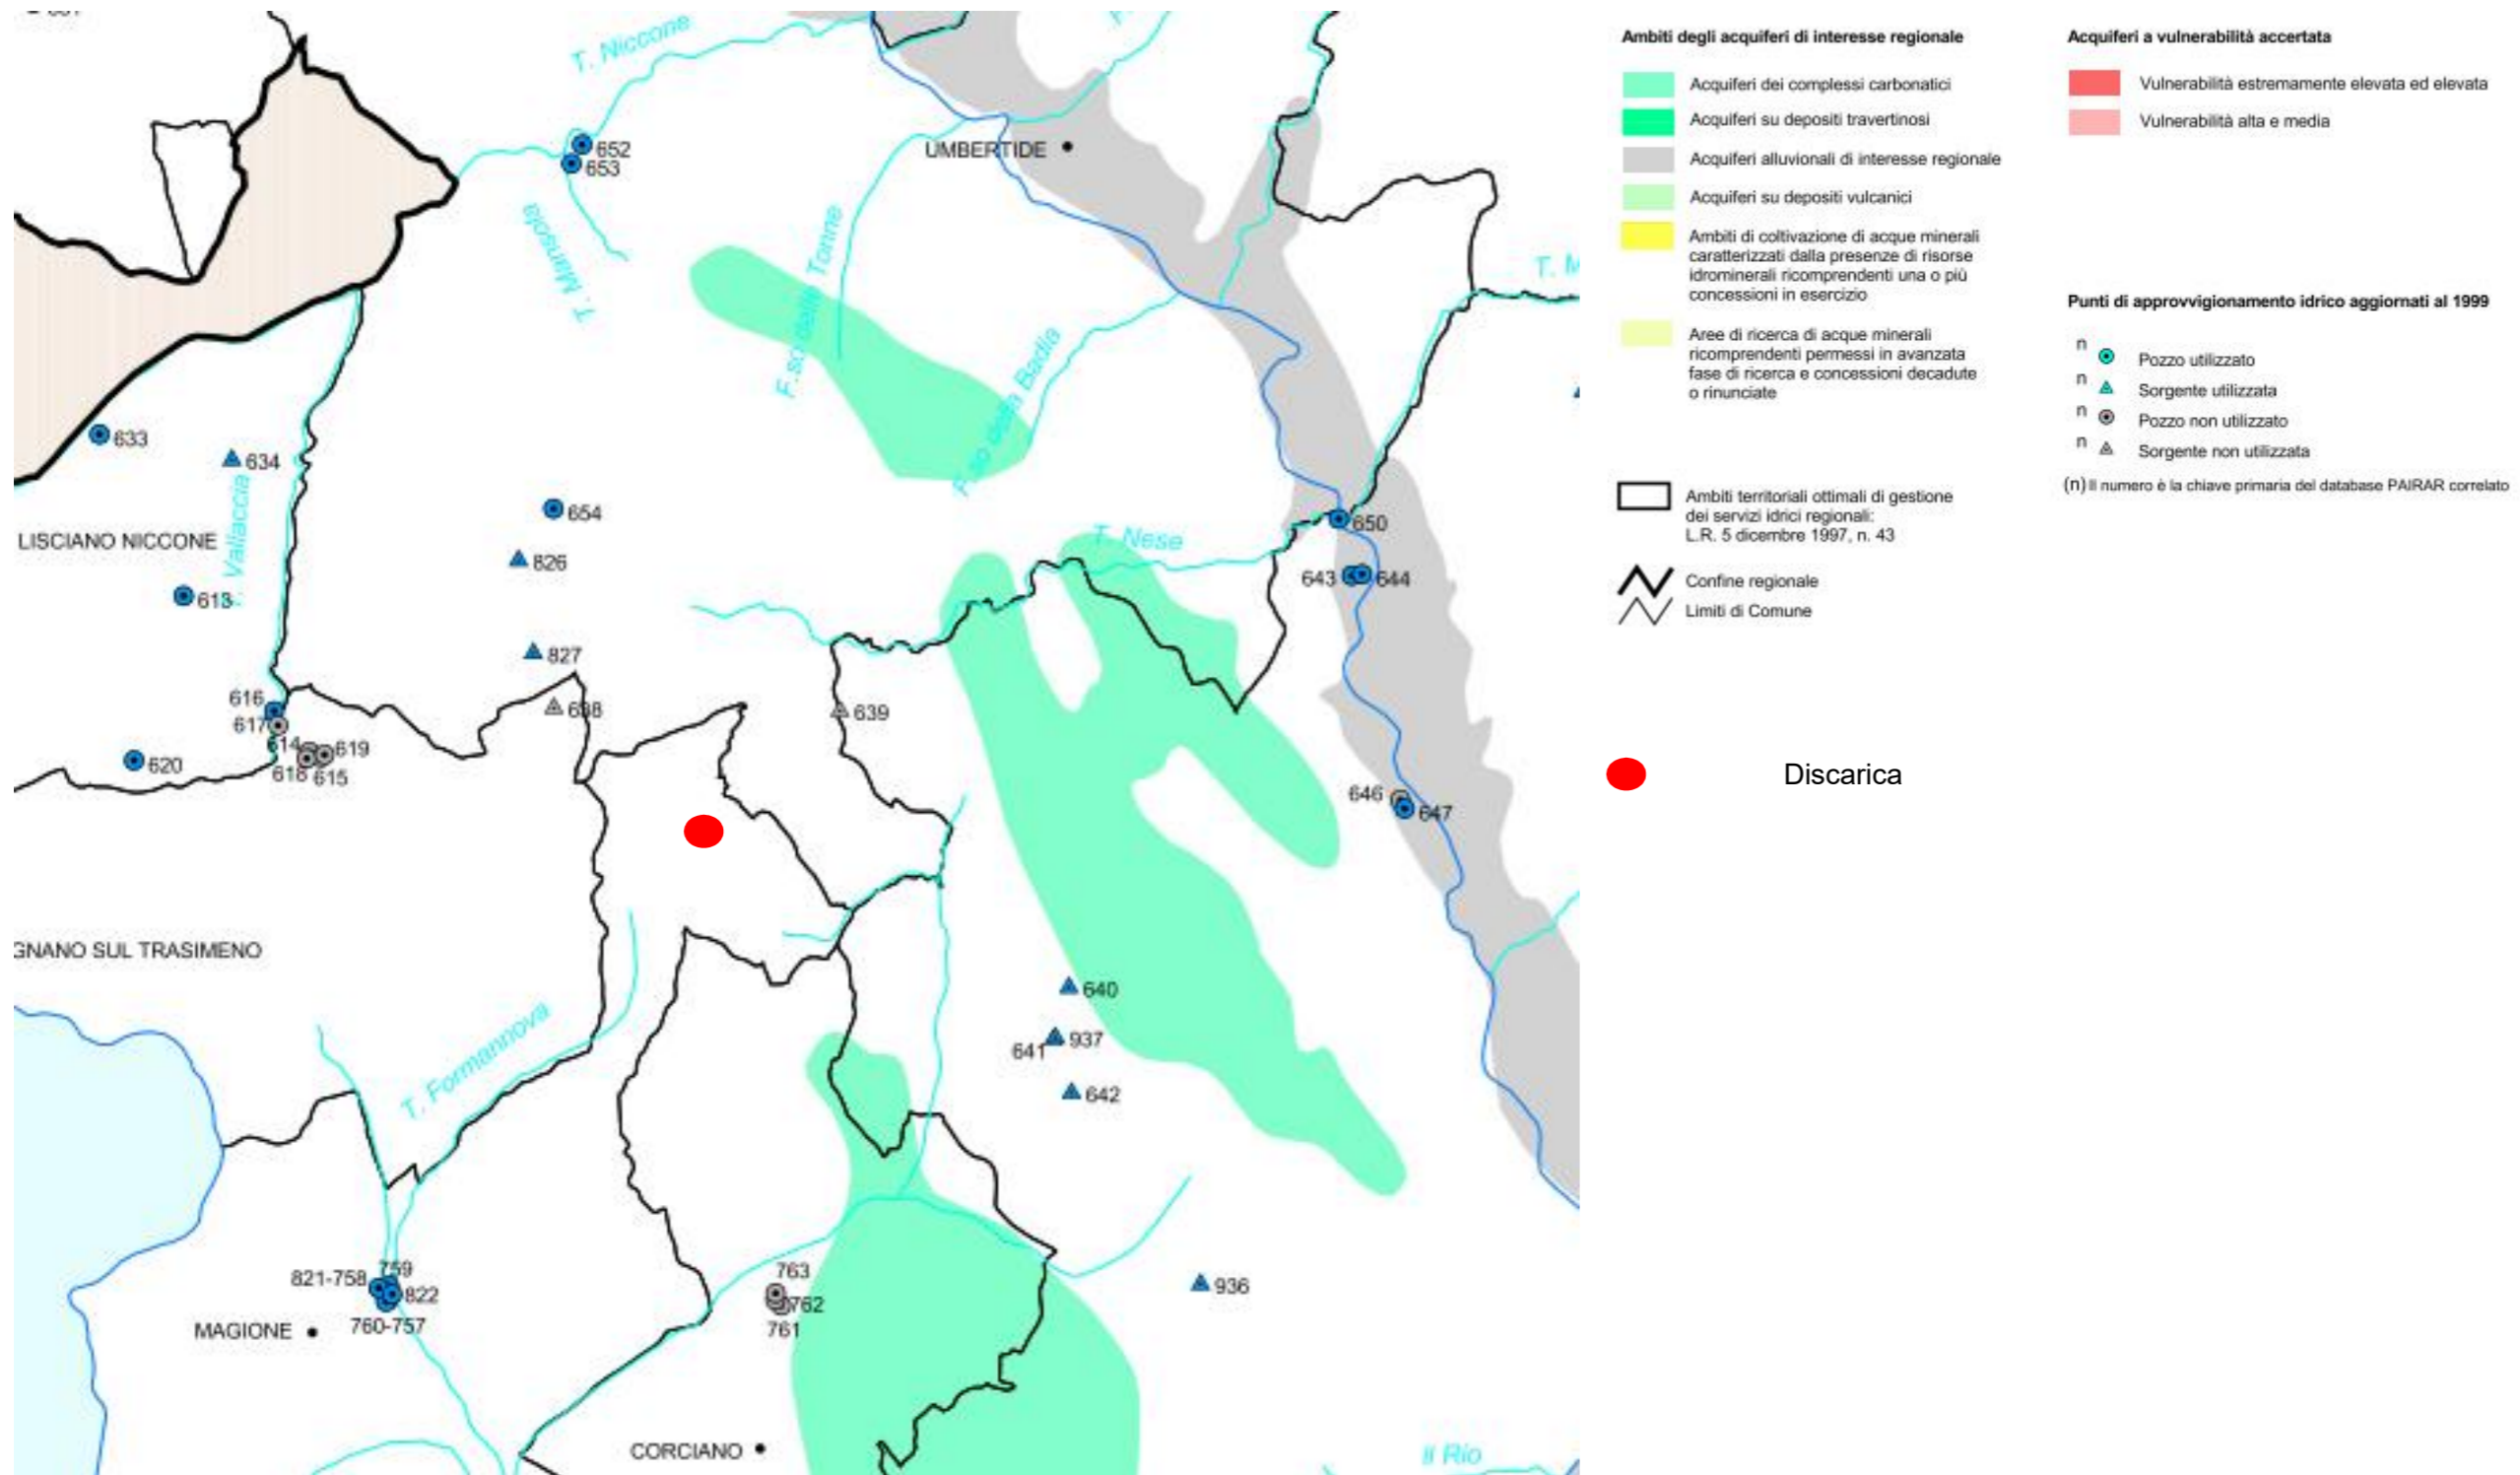 T. Niccone
652
653
UMBERTIDE
T. Mansola
F.so delle Tonne
T. M
F.so della Badia
633
634
T. Vallaccia
654
650
LISCIANO NICCONE
T. Nese
826
643
644
613
827
616
638
639
617
614
619
620
618
615
646
647
GNANO SUL TRASIMENO
640
641
937
T. Formannova
642
821-758
759
822
763
936
762
MAGIONE
760-757
761
CORCIANO
Il Rio
Ambiti degli acquiferi di interesse regionale
Acquiferi dei complessi carbonatici
Acquiferi su depositi travertinosi
Acquiferi alluvionali di interesse regionale
Acquiferi su depositi vulcanici
Ambiti di coltivazione di acque minerali
caratterizzati dalla presenze di risorse
idrominerali ricomprendenti una o più
concessioni in esercizio
Aree di ricerca di acque minerali
ricomprendenti permessi in avanzata
fase di ricerca e concessioni decadute
o rinunciate
Ambiti territoriali ottimali di gestione
dei servizi idrici regionali:
L.R. 5 dicembre 1997, n. 43
Confine regionale
Limiti di Comune
Discarica
Acquiferi a vulnerabilità accertata
Vulnerabilità estremamente elevata ed elevata
Vulnerabilità alta e media
Punti di approvvigionamento idrico aggiornati al 1999
n Pozzo utilizzato
n Sorgente utilizzata
n Pozzo non utilizzato
n Sorgente non utilizzata
(n) Il numero è la chiave primaria del database PAIRAR correlato